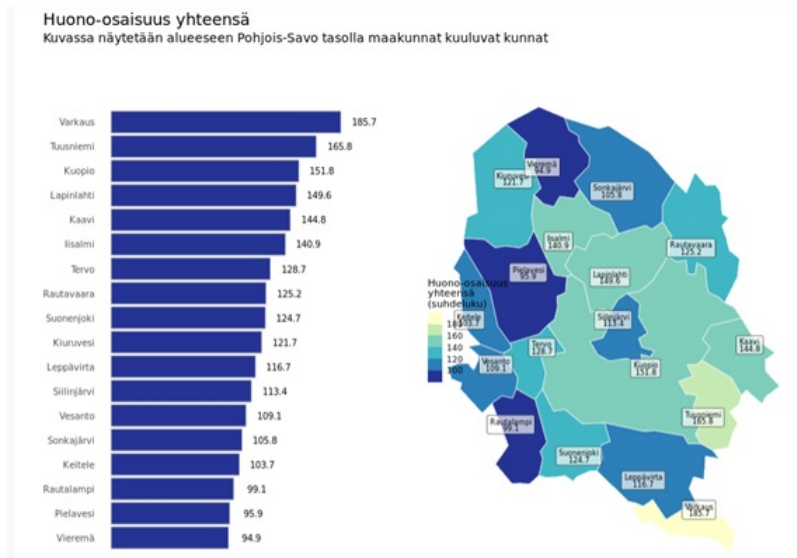 Huono-osaisuus yhteensä
Kuvassa näytetään alueeseen Pohjois-Savo tasolla maakunnat kuuluvat kunnat
Varkaus 185.7
Tuusniemi 165.8
Kuopio 151.8
Lapinlahti 149.6
Kaavi 144.8
Iisalmi 140.9
Tervo 128.7
Rautavaara 125.2
Suonenjoki 124.7
Kiuruvesi 121.7
Leppävirta 116.7
Siilinjärvi 113.4
Vesanto 109.1
Sonkajärvi 105.8
Keitele 103.7
Rautalampi 99.1
Pielavesi 95.9
Vieremä 94.9
Vieremä
94.9
Kiuruvesi
121.7
Sonkajärvi
105.8
Iisalmi
140.9
Rautavaara
125.2
Pielavesi
95.9
Lapinlahti
149.6
Huono-osaisuus
yhteensä
(suhdeluku)
180
160
140
120
100
Keitele
103.7
Siilinjärvi
113.4
Tervo
128.7
Kaavi
144.8
Vesanto
109.1
Kuopio
151.8
Tuusniemi
165.8
Rautalampi
99.1
Suonenjoki
124.7
Leppävirta
116.7
Varkaus
185.7